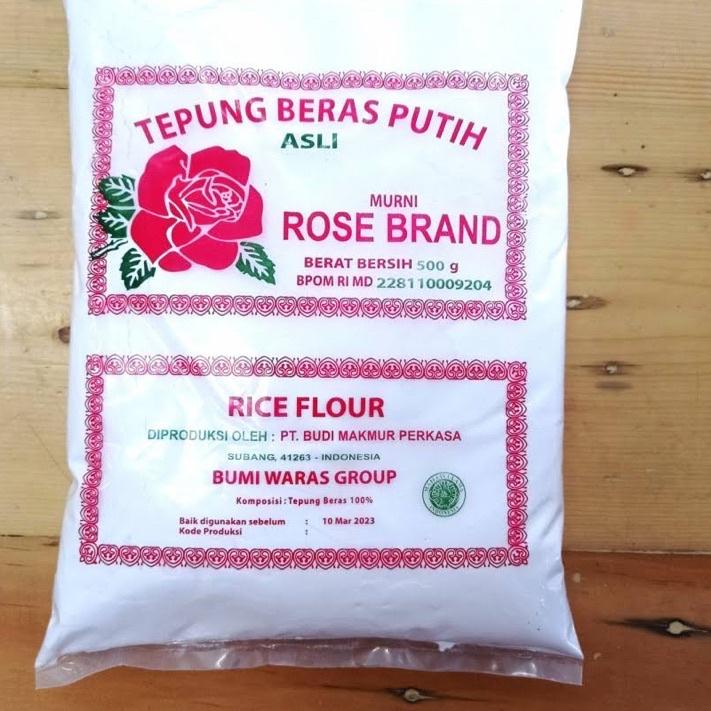 TEPUNG BERAS PUTIH
ASLI
MURNI
ROSE BRAND
BERAT BERSIH 500 g
BPOM RI MD 228110009204
RICE FLOUR
DIPRODUKSI OLEH : PT. BUDI MAKMUR PERKASA
SUBANG, 41263 - INDONESIA
BUMI WARAS GROUP
Komposisi : Tepung Beras 100%
Baik digunakan sebelum : 10 Mar 2023
Kode Produksi :